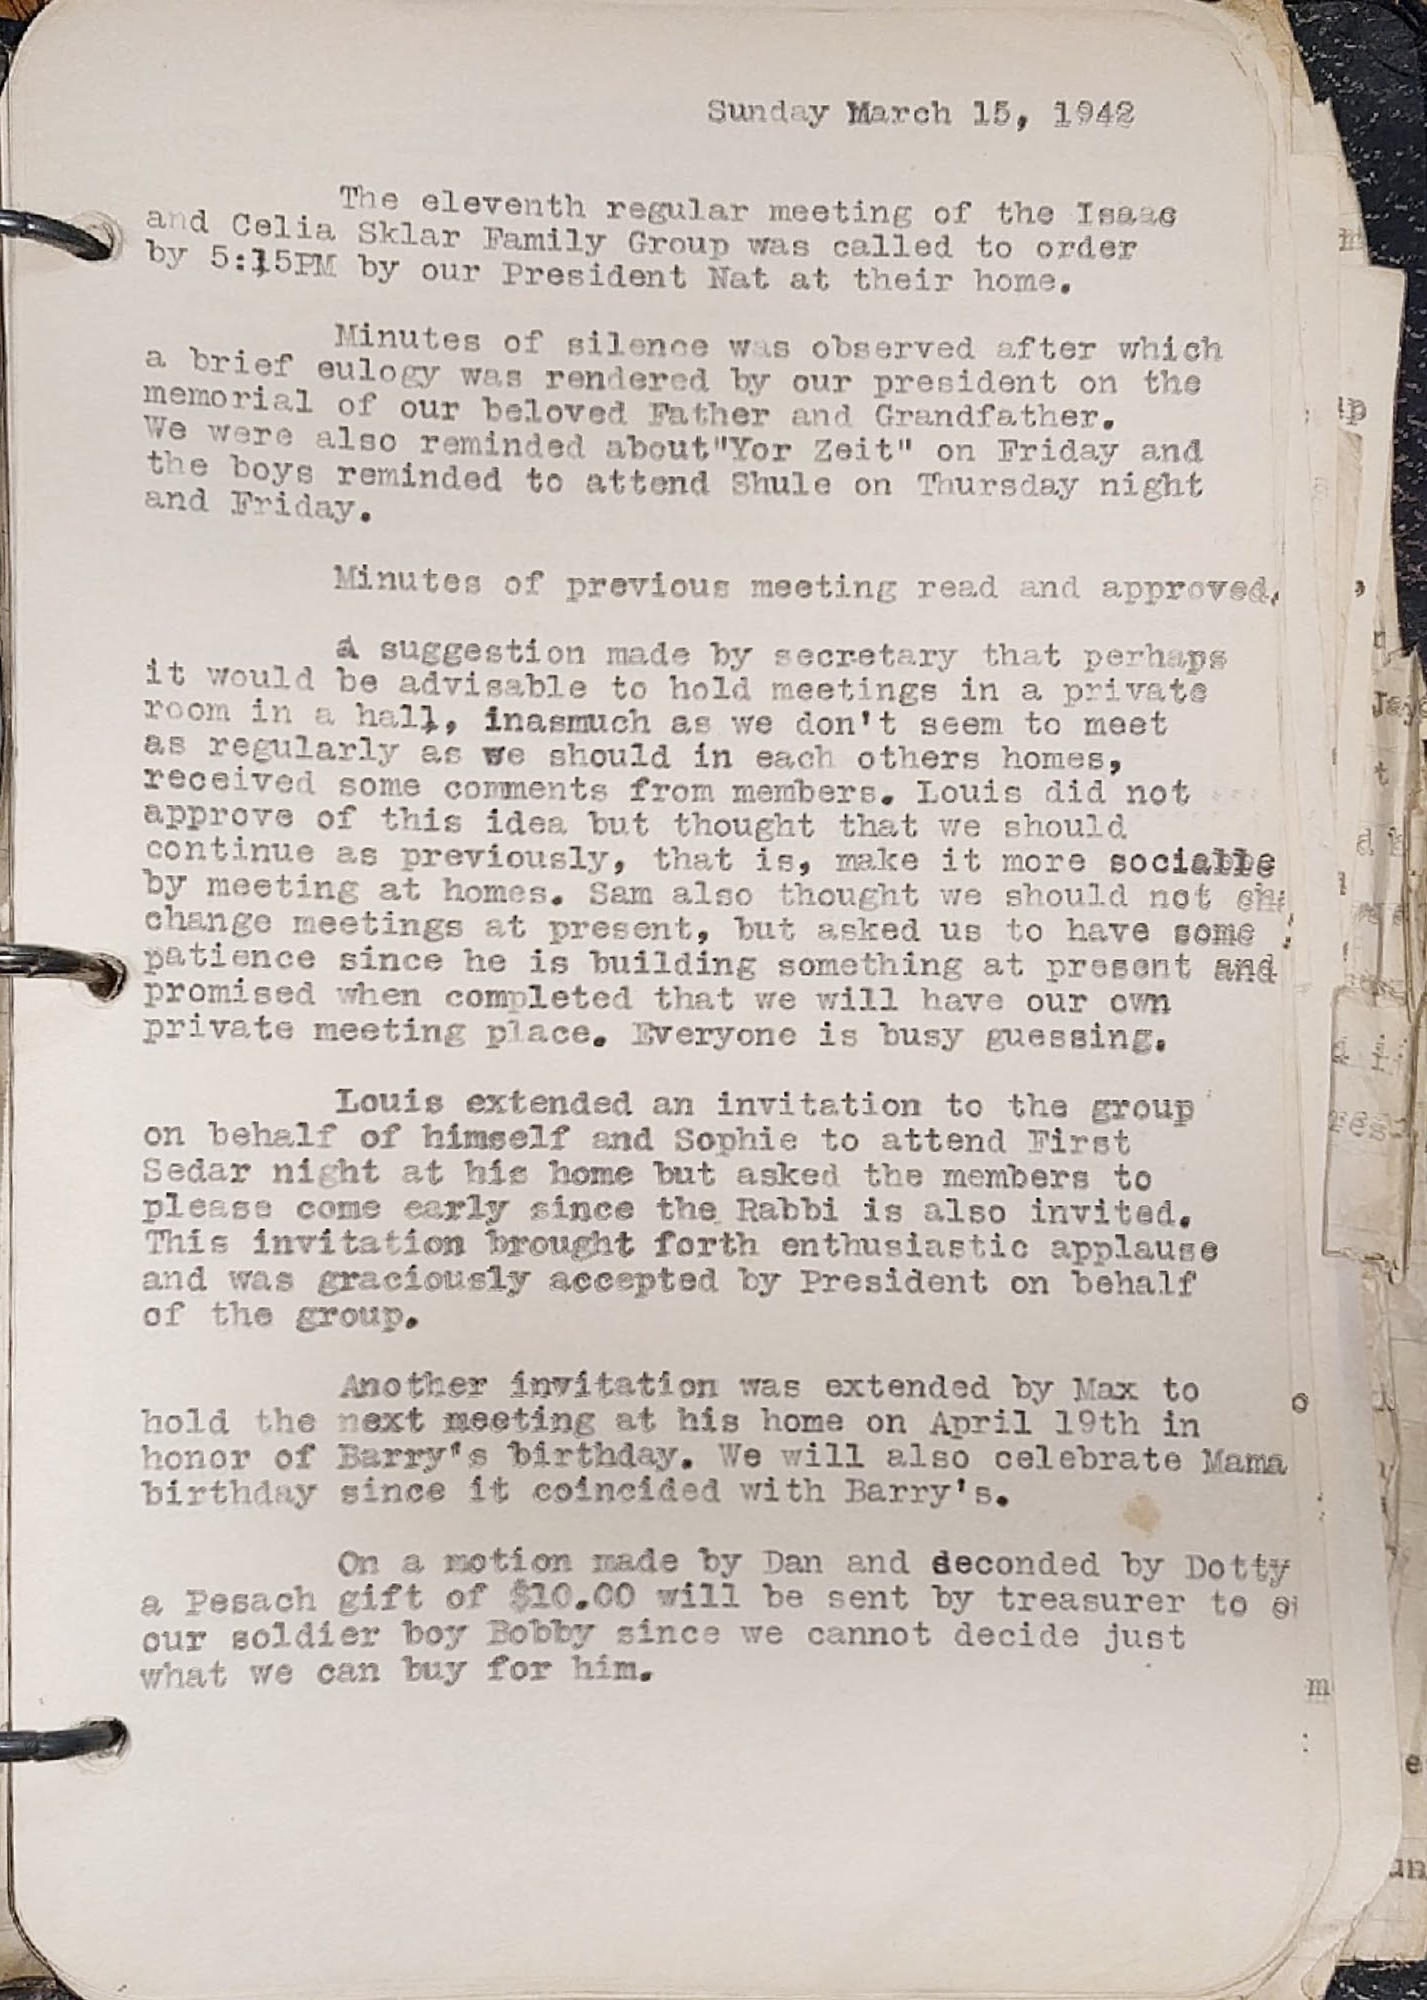 Sunday March 15, 1942
The eleventh regular meeting of the Isaac
and Celia Sklar Family Group was called to order
by 5:15PM by our President Nat at their home.
Minutes of silence was observed after which
a brief eulogy was rendered by our president on the
memorial of our beloved Father and Grandfather.
We were also reminded about"Yor Zeit" on Friday and
the boys reminded to attend Shule on Thursday night
and Friday.
Minutes of previous meeting read and approved.
A suggestion made by secretary that perhaps
it would be advisable to hold meetings in a private
room in a hall, inasmuch as we don't seem to meet
as regularly as we should in each others homes,
received some comments from members. Louis did not
approve of this idea but thought that we should
continue as previously, that is, make it more sociable
by meeting at homes. Sam also thought we should not cha
change meetings at present, but asked us to have some
patience since he is building something at present and
promised when completed that we will have our own
private meeting place. Everyone is busy guessing.
Louis extended an invitation to the group
on behalf of himself and Sophie to attend First
Sedar night at his home but asked the members to
please come early since the Rabbi is also invited.
This invitation brought forth enthusiastic applause
and was graciously accepted by President on behalf
of the group.
Another invitation was extended by Max to
hold the next meeting at his home on April 19th in
honor of Barry's birthday. We will also celebrate Mama
birthday since it coincided with Barry's.
On a motion made by Dan and seconded by Dotty
a Pesach gift of $10.00 will be sent by treasurer to
our soldier boy Bobby since we cannot decide just
what we can buy for him.